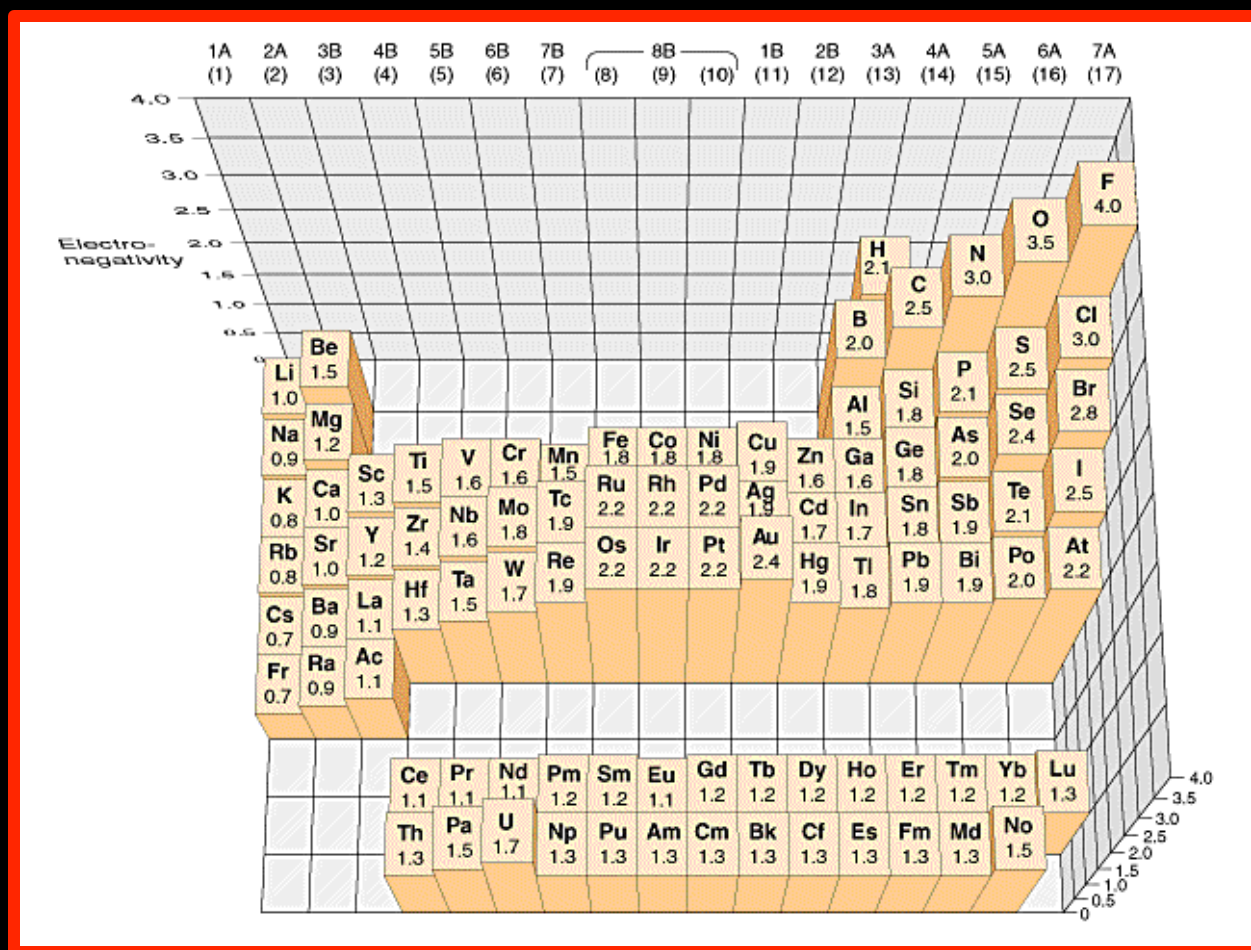 1A 2A 3B 4B 5B 6B 7B 8B 1B 2B 3A 4A 5A 6A 7A
(1) (2) (3) (4) (5) (6) (7) (8) (9) (10) (11) (12) (13) (14) (15) (16) (17)
4.0
3.5
3.0
2.5
2.0
1.5
1.0
0.5
0
Electro-
negativity
H
2.1
Li Be B C N O F
1.0 1.5 2.0 2.5 3.0 3.5 4.0
Na Mg Al Si P S Cl
0.9 1.2 1.5 1.8 2.1 2.5 3.0
K Ca Sc Ti V Cr Mn Fe Co Ni Cu Zn Ga Ge As Se Br
0.8 1.0 1.3 1.5 1.6 1.6 1.5 1.8 1.8 1.8 1.9 1.6 1.6 1.8 2.0 2.4 2.8
Rb Sr Y Zr Nb Mo Tc Ru Rh Pd Ag Cd In Sn Sb Te I
0.8 1.0 1.2 1.4 1.6 1.8 1.9 2.2 2.2 2.2 1.9 1.7 1.7 1.8 1.9 2.1 2.5
Cs Ba La Hf Ta W Re Os Ir Pt Au Hg Tl Pb Bi Po At
0.7 0.9 1.1 1.3 1.5 1.7 1.9 2.2 2.2 2.2 2.4 1.9 1.8 1.9 1.9 2.0 2.2
Fr Ra Ac
0.7 0.9 1.1
Ce Pr Nd Pm Sm Eu Gd Tb Dy Ho Er Tm Yb Lu
1.1 1.1 1.1 1.2 1.2 1.1 1.2 1.2 1.2 1.2 1.2 1.2 1.2 1.3
Th Pa U Np Pu Am Cm Bk Cf Es Fm Md No
1.3 1.5 1.7 1.3 1.3 1.3 1.3 1.3 1.3 1.3 1.3 1.3 1.5
4.0
3.5
3.0
2.5
2.0
1.5
1.0
0.5
0